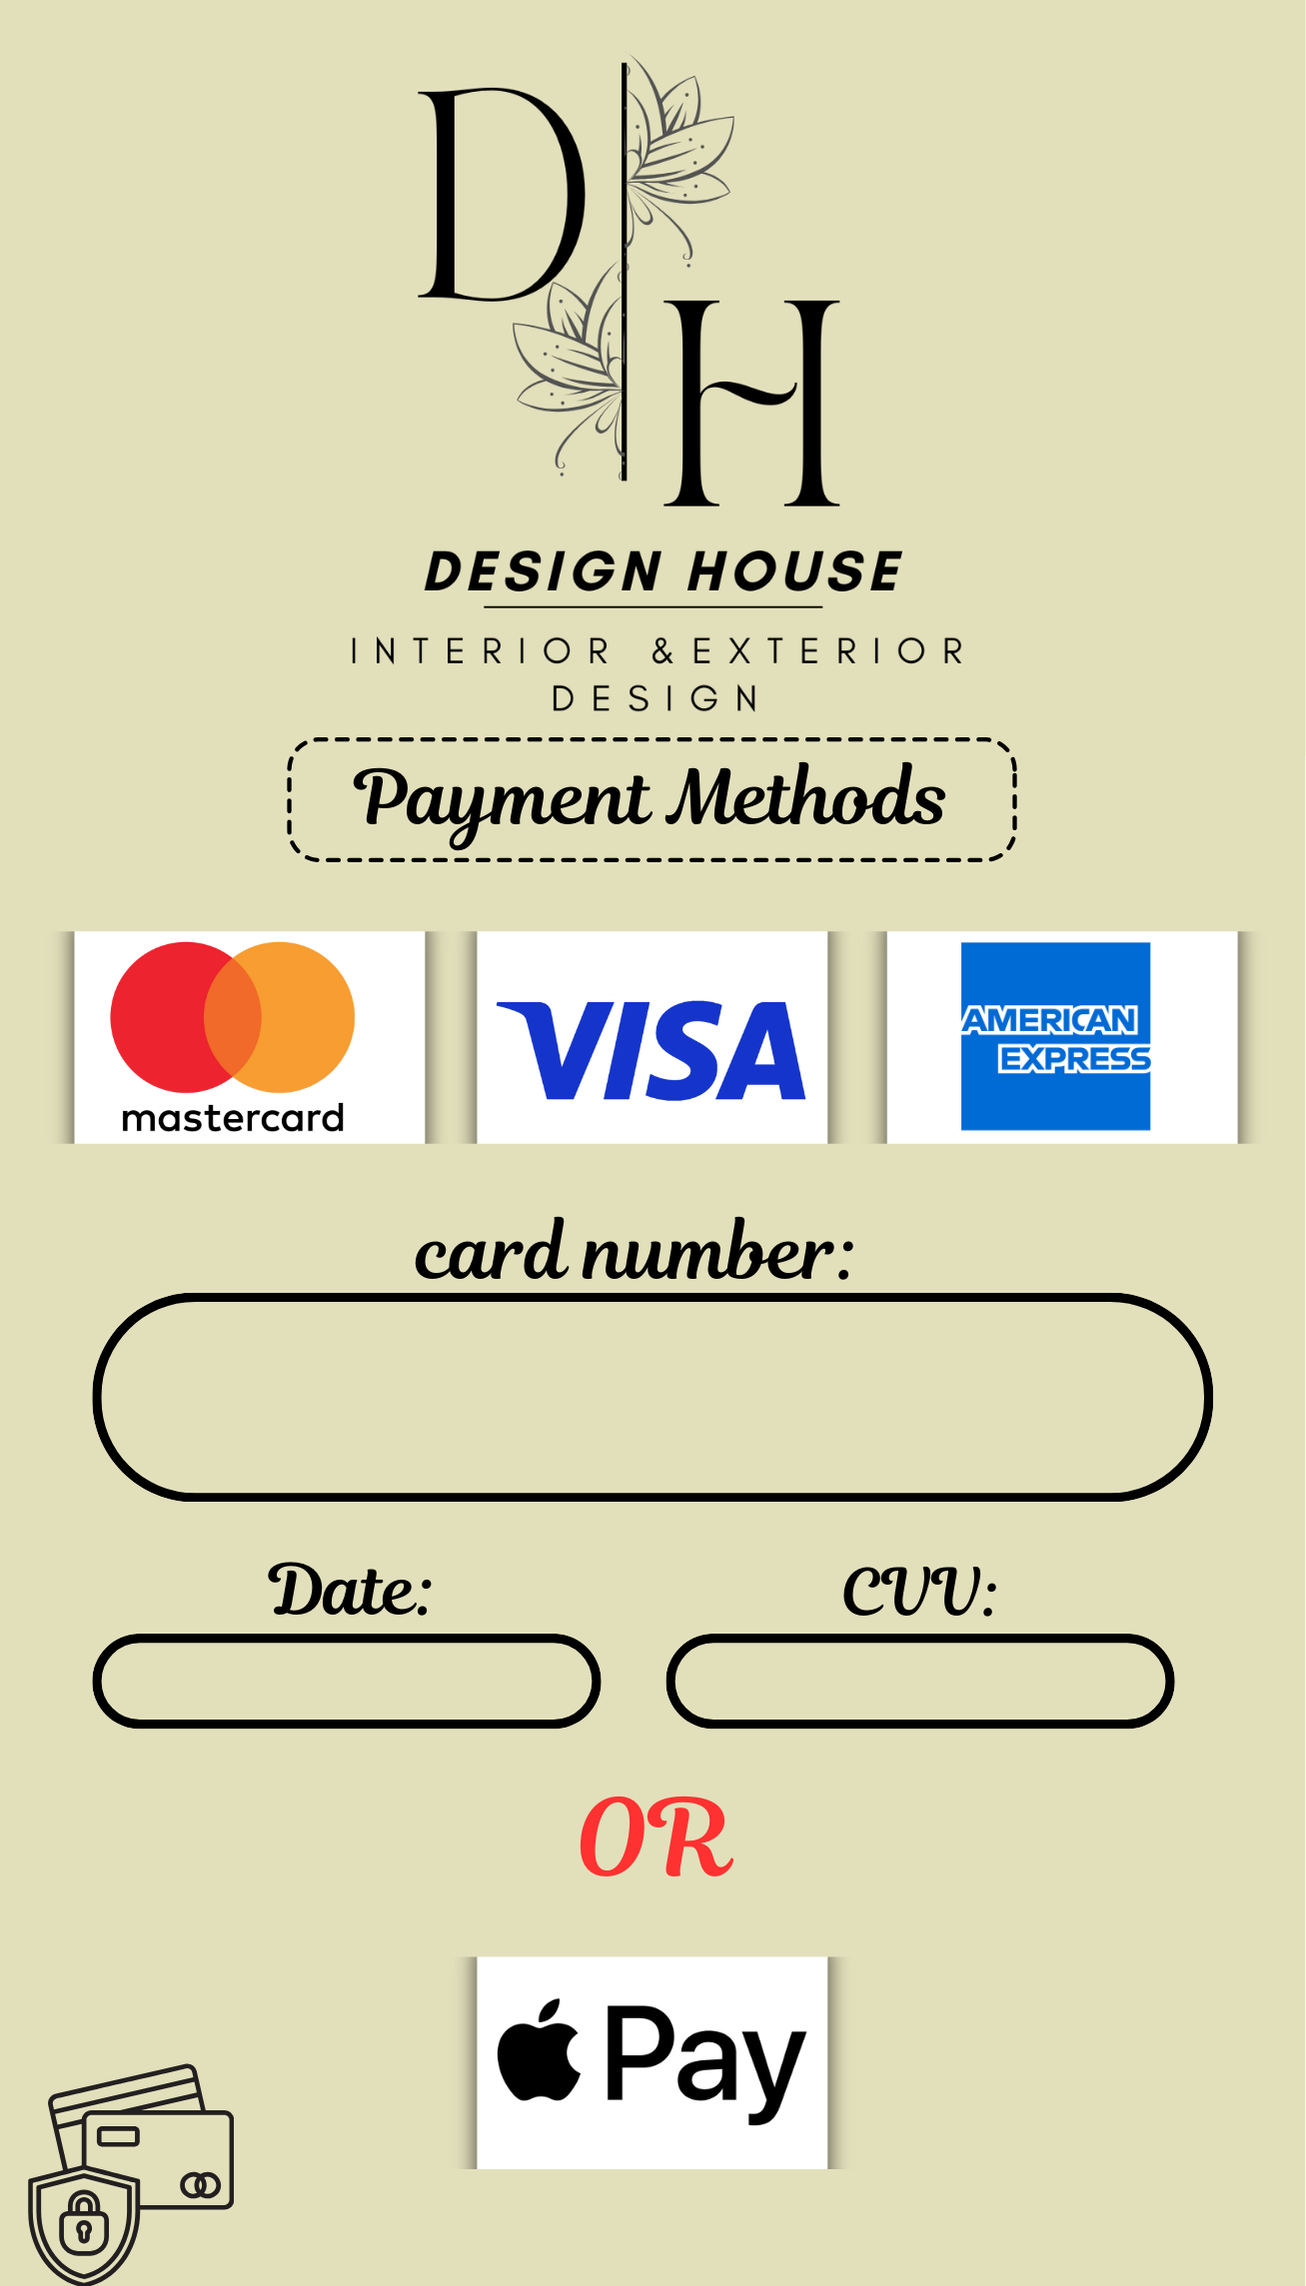 D
H
DESIGN HOUSE
INTERIOR &EXTERIOR
DESIGN
Payment Methods
mastercard
VISA
AMERICAN
EXPRESS
card number:
Date:
CVV:
OR
Pay